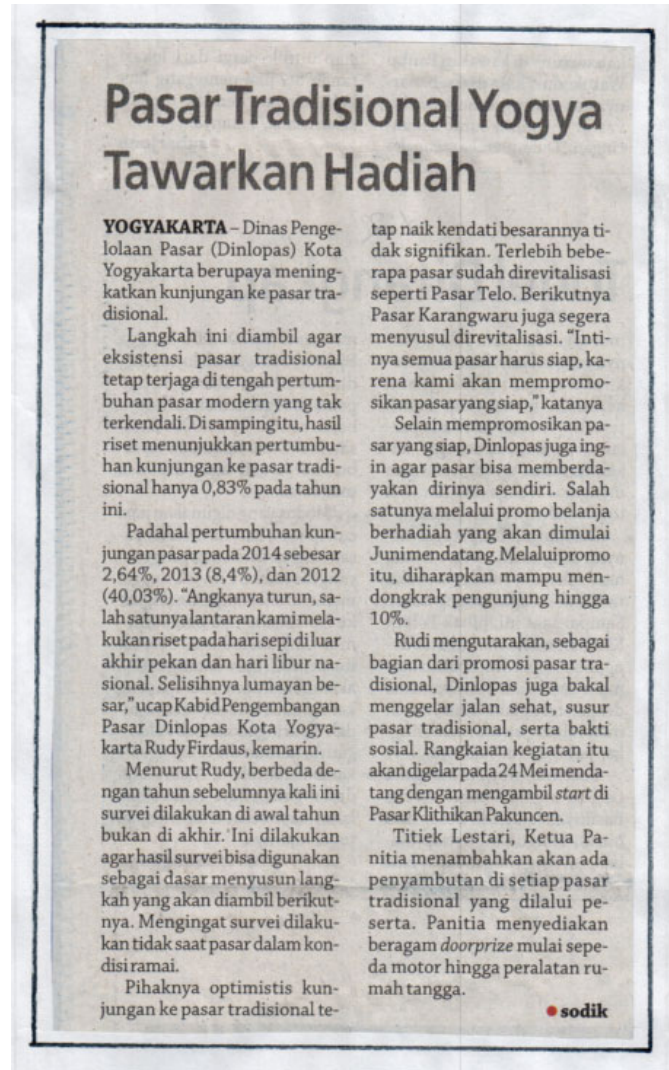 Pasar Tradisional Yogya
Tawarkan Hadiah
YOGYAKARTA – Dinas Penge-
lolaan Pasar (Dinlopas) Kota
Yogyakarta berupaya mening-
katkan kunjungan ke pasar tra-
disional.
Langkah ini diambil agar
eksistensi pasar tradisional
tetap terjaga di tengah pertum-
buhan pasar modern yang tak
terkendali. Di samping itu, hasil
riset menunjukkan pertumbu-
han kunjungan ke pasar tradi-
sional hanya 0,83% pada tahun
ini.
Padahal pertumbuhan kun-
jungan pasar pada 2014 sebesar
2,64%, 2013 (8,4%), dan 2012
(40,03%). “Angkanya turun, sa-
lah satunya lantaran kami mela-
kukan riset pada hari sepi di luar
akhir pekan dan hari libur na-
sional. Selisihnya lumayan be-
sar,” ucap Kabid Pengembangan
Pasar Dinlopas Kota Yogya-
karta Rudy Firdaus, kemarin.
Menurut Rudy, berbeda de-
ngan tahun sebelumnya kali ini
survei dilakukan di awal tahun
bukan di akhir. Ini dilakukan
agar hasil survei bisa digunakan
sebagai dasar menyusun lang-
kah yang akan diambil berikut-
nya. Mengingat survei dilaku-
kan tidak saat pasar dalam kon-
disi ramai.
Pihaknya optimistis kun-
jungan ke pasar tradisional te-
tap naik kendati besarannya ti-
dak signifikan. Terlebih bebe-
rapa pasar sudah direvitalisasi
seperti Pasar Telo. Berikutnya
Pasar Karangwaru juga segera
menyusul direvitalisasi. “Inti-
nya semua pasar harus siap, ka-
rena kami akan mempromo-
sikan pasar yang siap,” katanya
Selain mempromosikan pa-
sar yang siap, Dinlopas juga ing-
in agar pasar bisa memberda-
yakan dirinya sendiri. Salah
satunya melalui promo belanja
berhadiah yang akan dimulai
Juni mendatang. Melalui promo
itu, diharapkan mampu men-
dongkrak pengunjung hingga
10%.
Rudi mengutarakan, sebagai
bagian dari promosi pasar tra-
disional, Dinlopas juga bakal
menggelar jalan sehat, susur
pasar tradisional, serta bakti
sosial. Rangkaian kegiatan itu
akan digelar pada 24 Mei menda-
tang dengan mengambil start di
Pasar Klithikan Pakuncen.
Titiek Lestari, Ketua Pa-
nitia menambahkan akan ada
penyambutan di setiap pasar
tradisional yang dilalui pe-
serta. Panitia menyediakan
beragam doorprize mulai sepe-
da motor hingga peralatan ru-
mah tangga.
● sodik